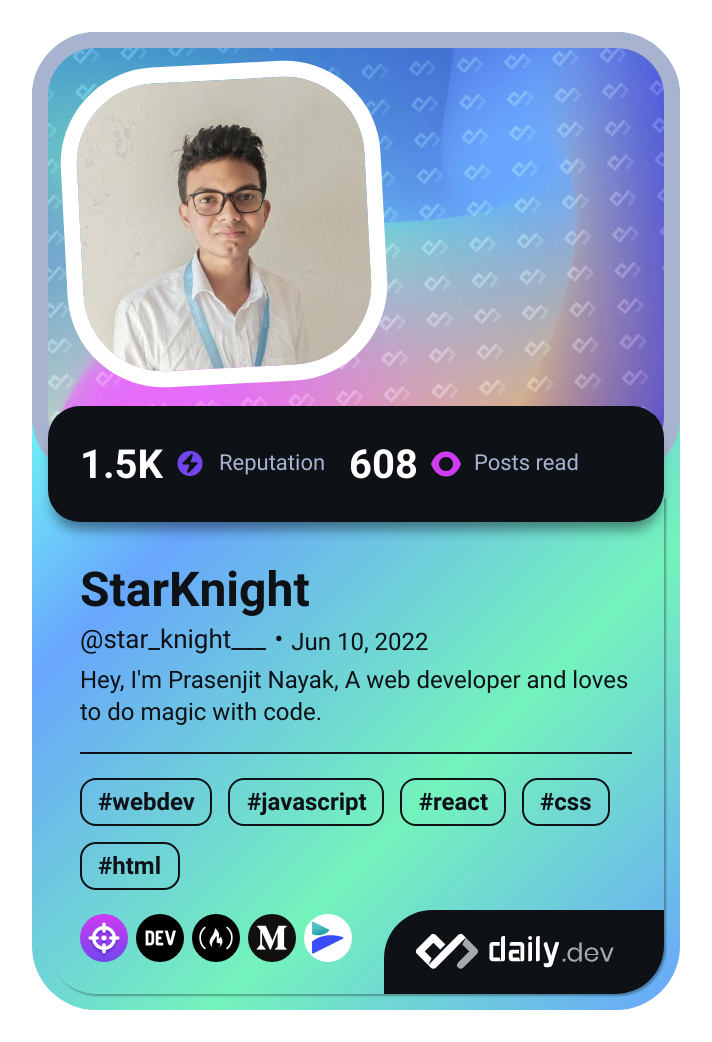 1.5K Reputation 608 Posts read
StarKnight
@star_knight___ • Jun 10, 2022
Hey, I'm Prasenjit Nayak, A web developer and loves
to do magic with code.
#webdev #javascript #react #css
#html
DEV M daily.dev